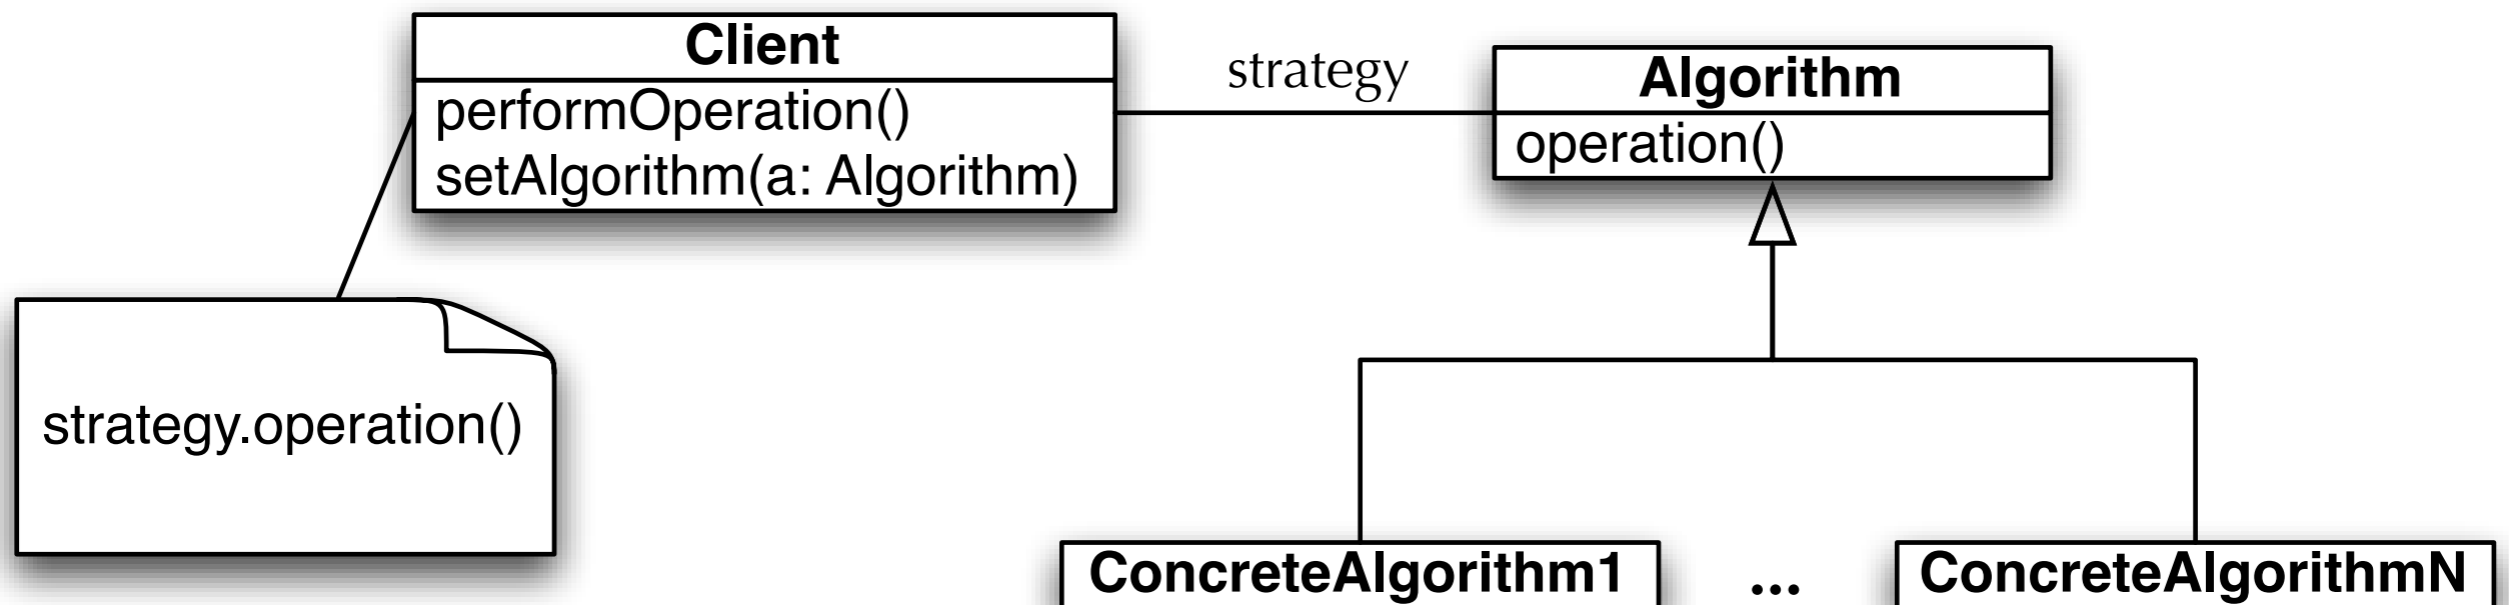 Client
performOperation()
setAlgorithm(a: Algorithm)
strategy
Algorithm
operation()
strategy.operation()
ConcreteAlgorithm1
...
ConcreteAlgorithmN